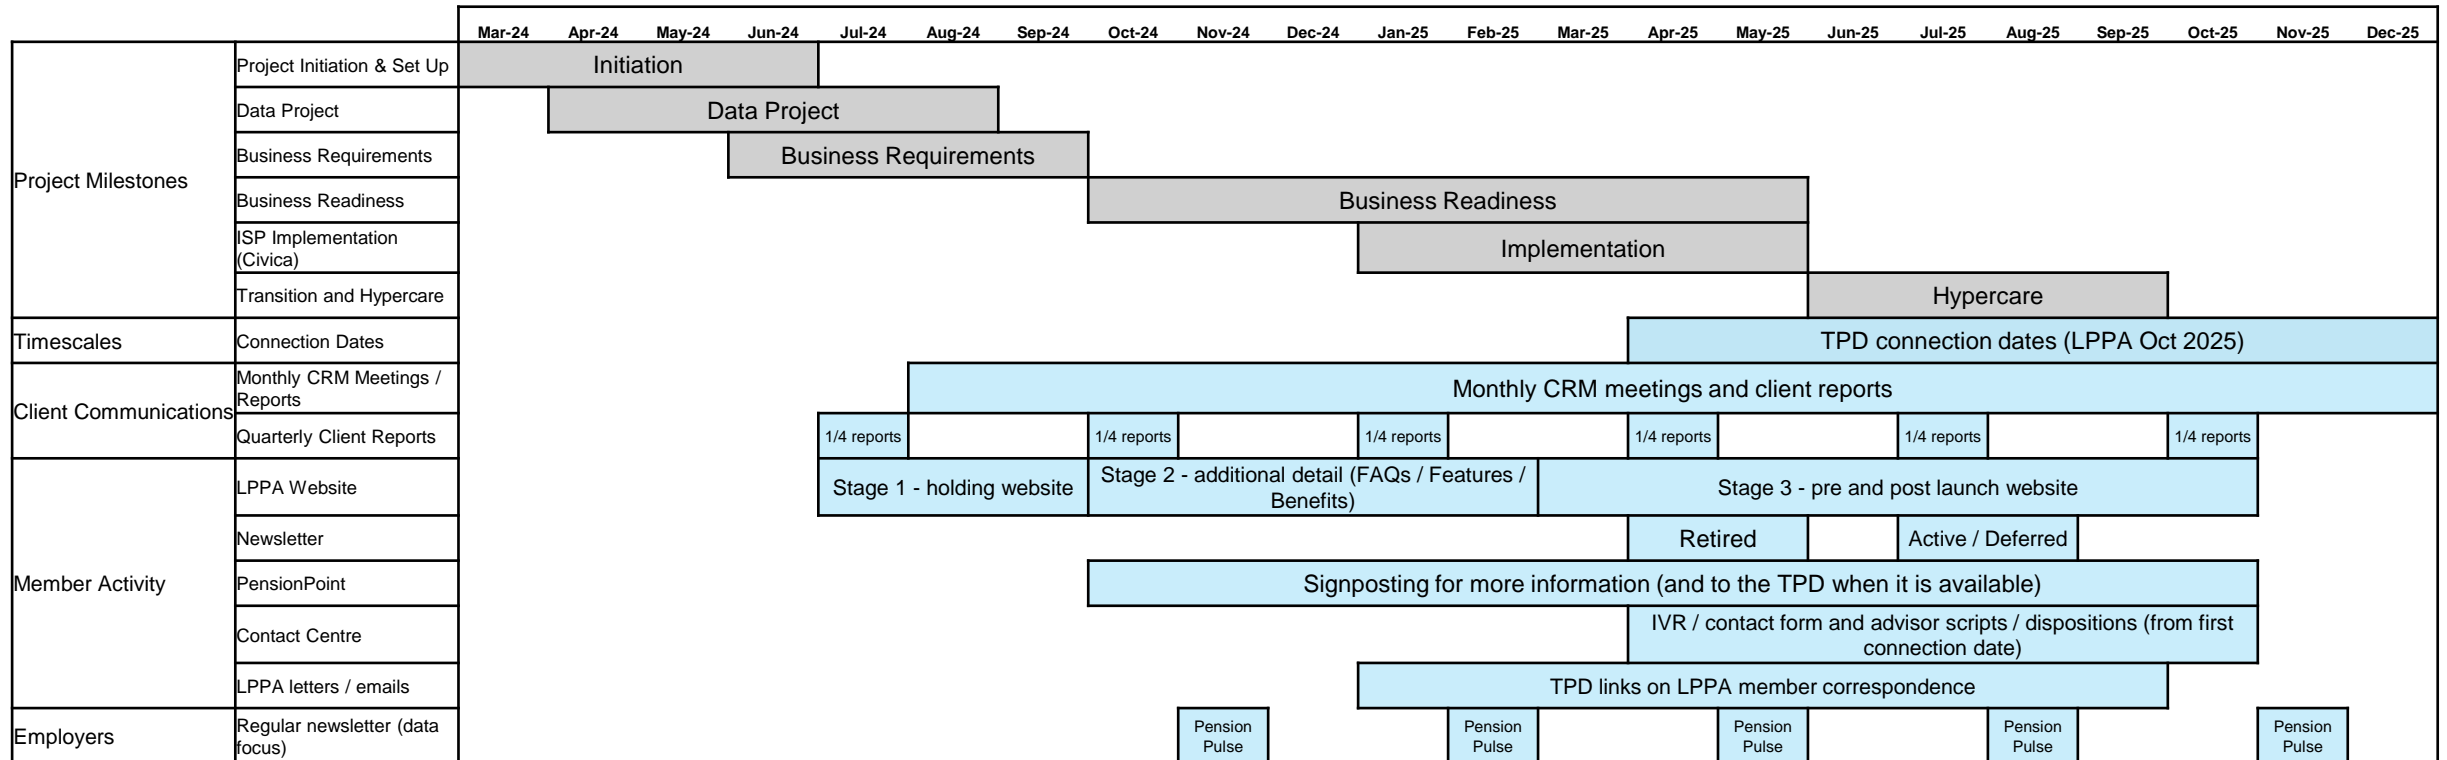 Mar-24 Apr-24 May-24 Jun-24 Jul-24 Aug-24 Sep-24 Oct-24 Nov-24 Dec-24 Jan-25 Feb-25 Mar-25 Apr-25 May-25 Jun-25 Jul-25 Aug-25 Sep-25 Oct-25 Nov-25 Dec-25
Project Milestones
Project Initiation & Set Up
Initiation
Data Project
Data Project
Business Requirements
Business Requirements
Business Readiness
Business Readiness
ISP Implementation
(Civica)
Implementation
Transition and Hypercare
Hypercare
Timescales
Connection Dates
TPD connection dates (LPPA Oct 2025)
Client Communications
Monthly CRM Meetings /
Reports
Monthly CRM meetings and client reports
Quarterly Client Reports
1/4 reports 1/4 reports 1/4 reports 1/4 reports 1/4 reports 1/4 reports
Member Activity
LPPA Website
Stage 1 - holding website
Stage 2 - additional detail (FAQs / Features /
Benefits)
Stage 3 - pre and post launch website
Newsletter
Retired
Active / Deferred
PensionPoint
Signposting for more information (and to the TPD when it is available)
Contact Centre
IVR / contact form and advisor scripts / dispositions (from first
connection date)
LPPA letters / emails
TPD links on LPPA member correspondence
Employers
Regular newsletter (data
focus)
Pension
Pulse
Pension
Pulse
Pension
Pulse
Pension
Pulse
Pension
Pulse